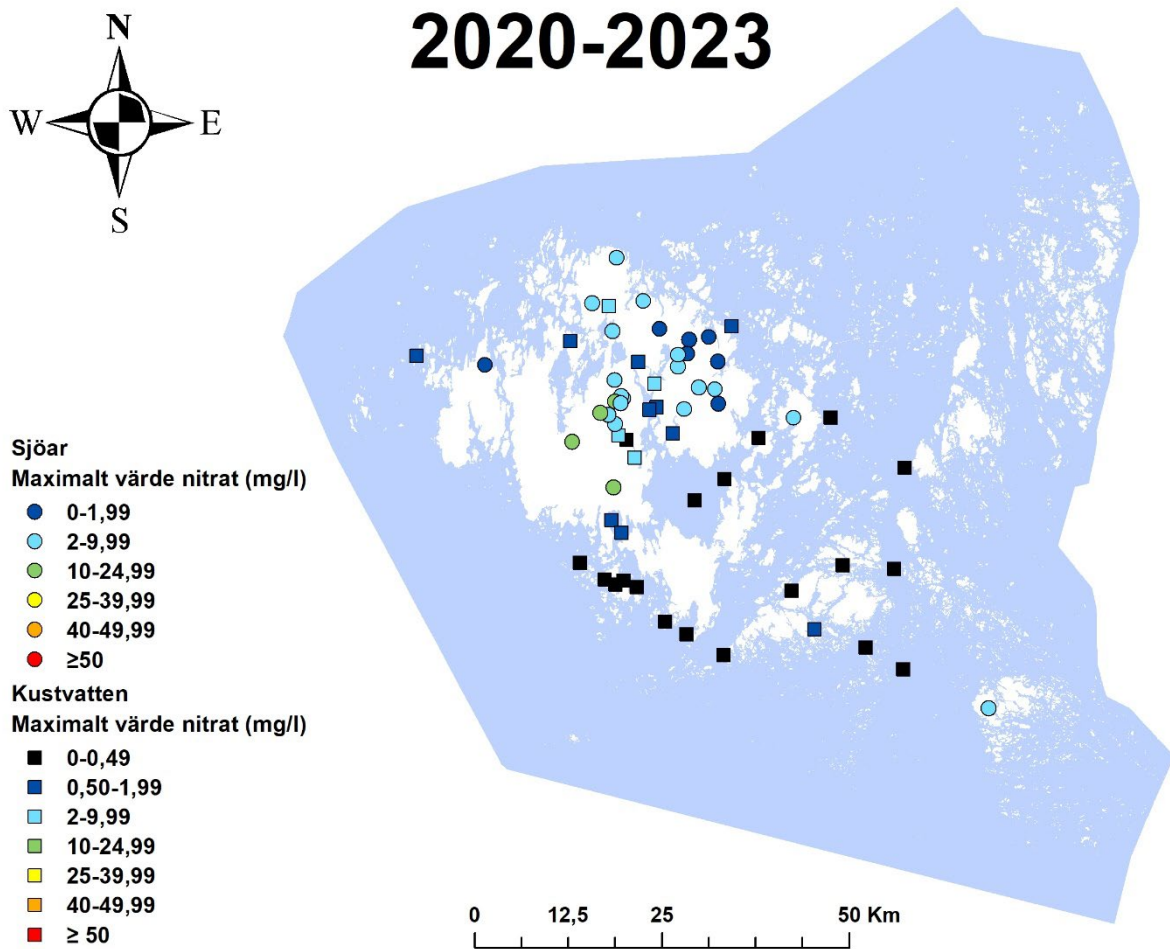 2020-2023
N
W E
S
Sjöar
Maximalt värde nitrat (mg/l)
0-1,99
2-9,99
10-24,99
25-39,99
40-49,99
≥50
Kustvatten
Maximalt värde nitrat (mg/l)
0-0,49
0,50-1,99
2-9,99
10-24,99
25-39,99
40-49,99
≥ 50
0 12,5 25 50 Km